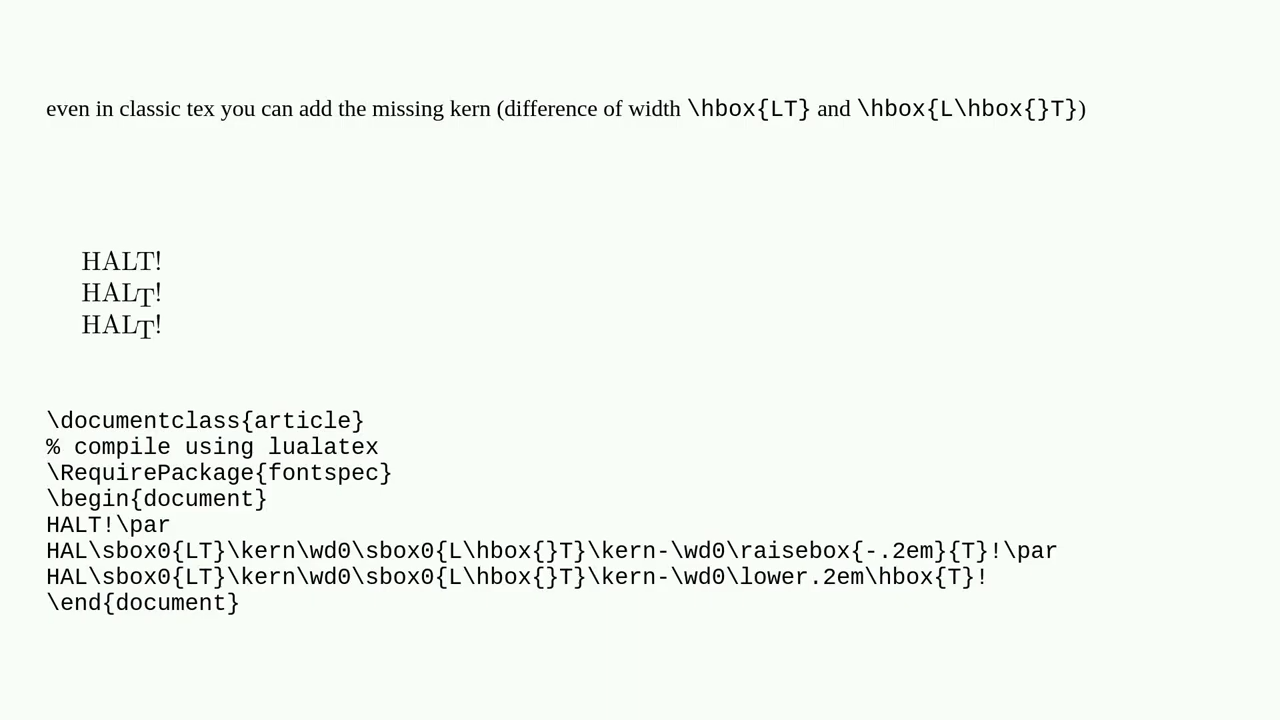 even in classic tex you can add the missing kern (difference of width \hbox{LT} and \hbox{L\hbox{}T})
HALT!
HALT!
HALT!
\documentclass{article}
% compile using lualatex
\RequirePackage{fontspec}
\begin{document}
HALT!\par
HAL\sbox0{LT}\kern\wd0\sbox0{L\hbox{}T}\kern-\wd0\raisebox{-.2em}{T}!\par
HAL\sbox0{LT}\kern\wd0\sbox0{L\hbox{}T}\kern-\wd0\lower.2em\hbox{T}!
\end{document}